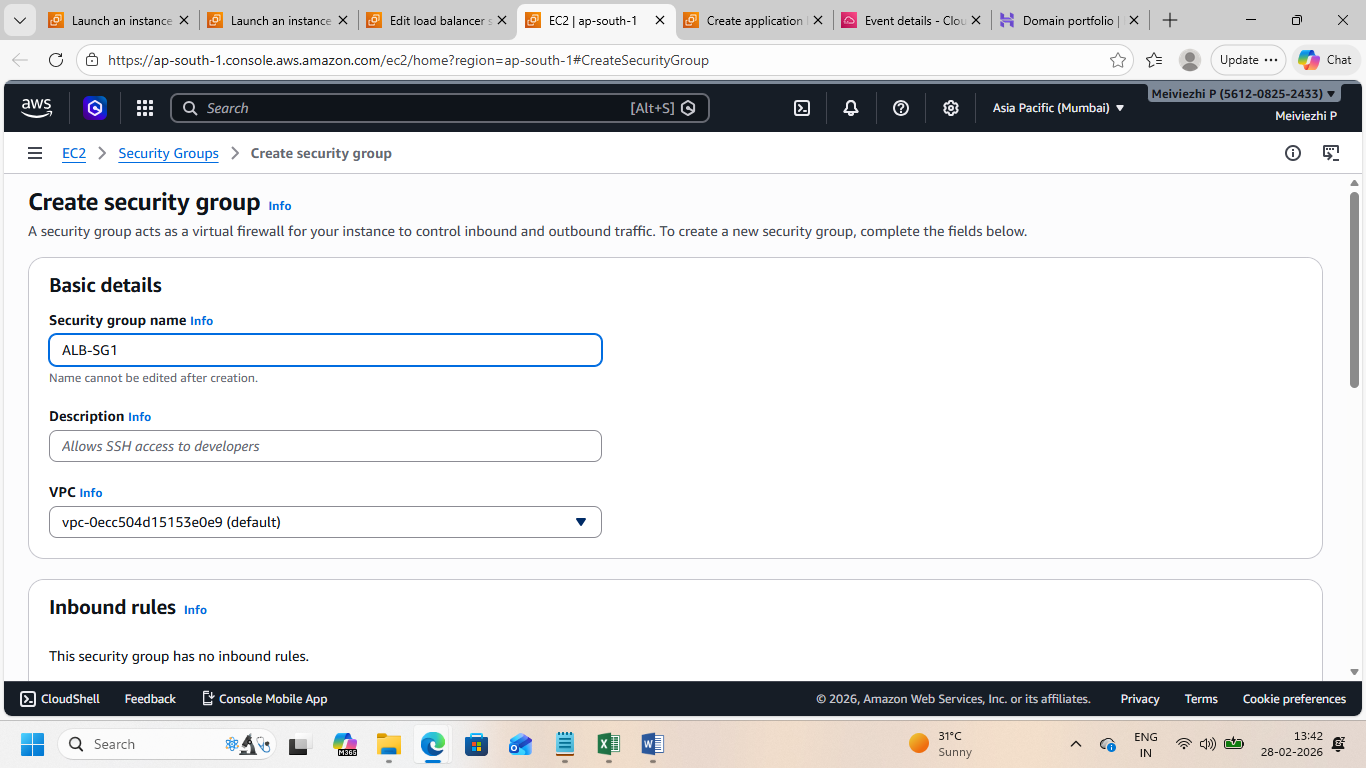 Launch an instance
Launch an instance
Edit load balancer s
EC2 | ap-south-1
Create application
Event details - Clou
Domain portfolio |
https://ap-south-1.console.aws.amazon.com/ec2/home?region=ap-south-1#CreateSecurityGroup
Update
Chat
aws
Search
[Alt+S]
Asia Pacific (Mumbai)
Meiviezhi P (5612-0825-2433)
Meiviezhi P
EC2
Security Groups
Create security group
Create security group Info
A security group acts as a virtual firewall for your instance to control inbound and outbound traffic. To create a new security group, complete the fields below.
Basic details
Security group name Info
ALB-SG1
Name cannot be edited after creation.
Description Info
Allows SSH access to developers
VPC Info
vpc-0ecc504d15153e0e9 (default)
Inbound rules Info
This security group has no inbound rules.
CloudShell
Feedback
Console Mobile App
© 2026, Amazon Web Services, Inc. or its affiliates.
Privacy
Terms
Cookie preferences
Search
M365
31°C
Sunny
ENG
IN
13:42
28-02-2026